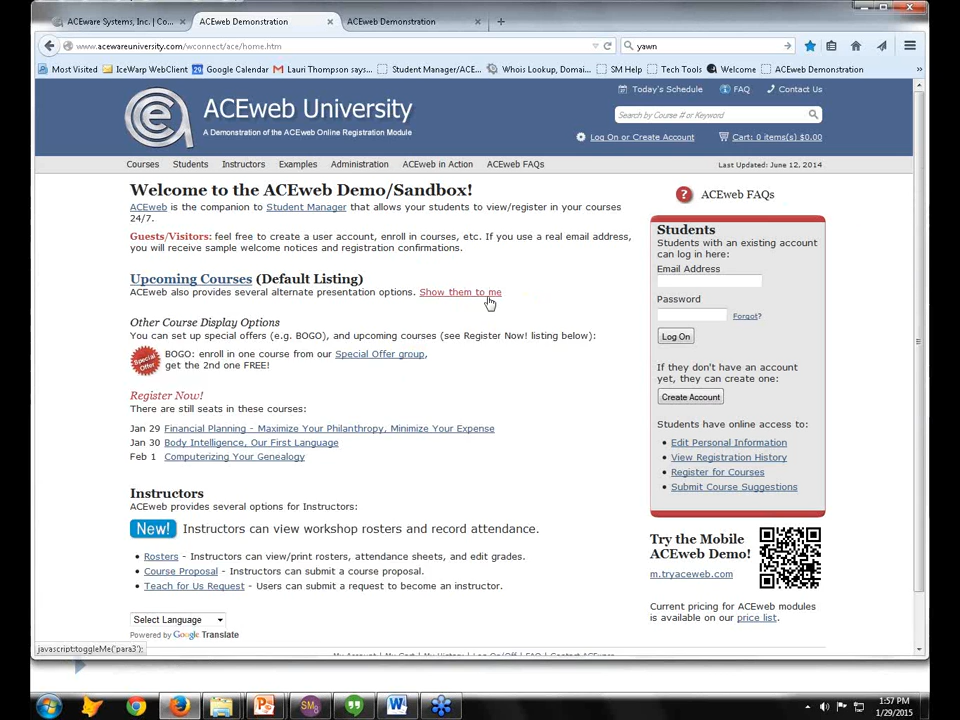 ACEware Systems, Inc. | Co...
ACEweb Demonstration
ACEweb Demonstration
www.acewareuniversity.com/wconnect/ace/home.htm
yawn
Most Visited
IceWarp WebClient
29 Google Calendar
Lauri Thompson says...
Student Manager/ACE...
Whois Lookup, Domai...
SM Help
Tech Tools
Welcome
ACEweb Demonstration
Today's Schedule
FAQ
Contact Us
ACEweb University
A Demonstration of the ACEweb Online Registration Module
Search by Course # or Keyword
Log On or Create Account
Cart: 0 items(s) $0.00
Courses Students Instructors Examples Administration ACEweb in Action ACEweb FAQs
Last Updated: June 12, 2014
Welcome to the ACEweb Demo/Sandbox!
ACEweb is the companion to Student Manager that allows your students to view/register in your courses
24/7.
Guests/Visitors: feel free to create a user account, enroll in courses, etc. If you use a real email address,
you will receive sample welcome notices and registration confirmations.
Upcoming Courses (Default Listing)
ACEweb also provides several alternate presentation options. Show them to me
Other Course Display Options
You can set up special offers (e.g. BOGO), and upcoming courses (see Register Now! listing below):
Special Offer
BOGO: enroll in one course from our Special Offer group,
get the 2nd one FREE!
Register Now!
There are still seats in these courses:
Jan 29 Financial Planning - Maximize Your Philanthropy, Minimize Your Expense
Jan 30 Body Intelligence, Our First Language
Feb 1 Computerizing Your Genealogy
Instructors
ACEweb provides several options for Instructors:
New! Instructors can view workshop rosters and record attendance.
• Rosters - Instructors can view/print rosters, attendance sheets, and edit grades.
• Course Proposal - Instructors can submit a course proposal.
• Teach for Us Request - Users can submit a request to become an instructor.
Select Language
Powered by Google Translate
ACEweb FAQs
Students
Students with an existing account
can log in here:
Email Address
Password
Forgot?
Log On
If they don't have an account
yet, they can create one:
Create Account
Students have online access to:
• Edit Personal Information
• View Registration History
• Register for Courses
• Submit Course Suggestions
Try the Mobile
ACEweb Demo!
m.tryaceweb.com
Current pricing for ACEweb modules
is available on our price list.
javascript:toggleMe('para3');
1:57 PM
1/29/2015